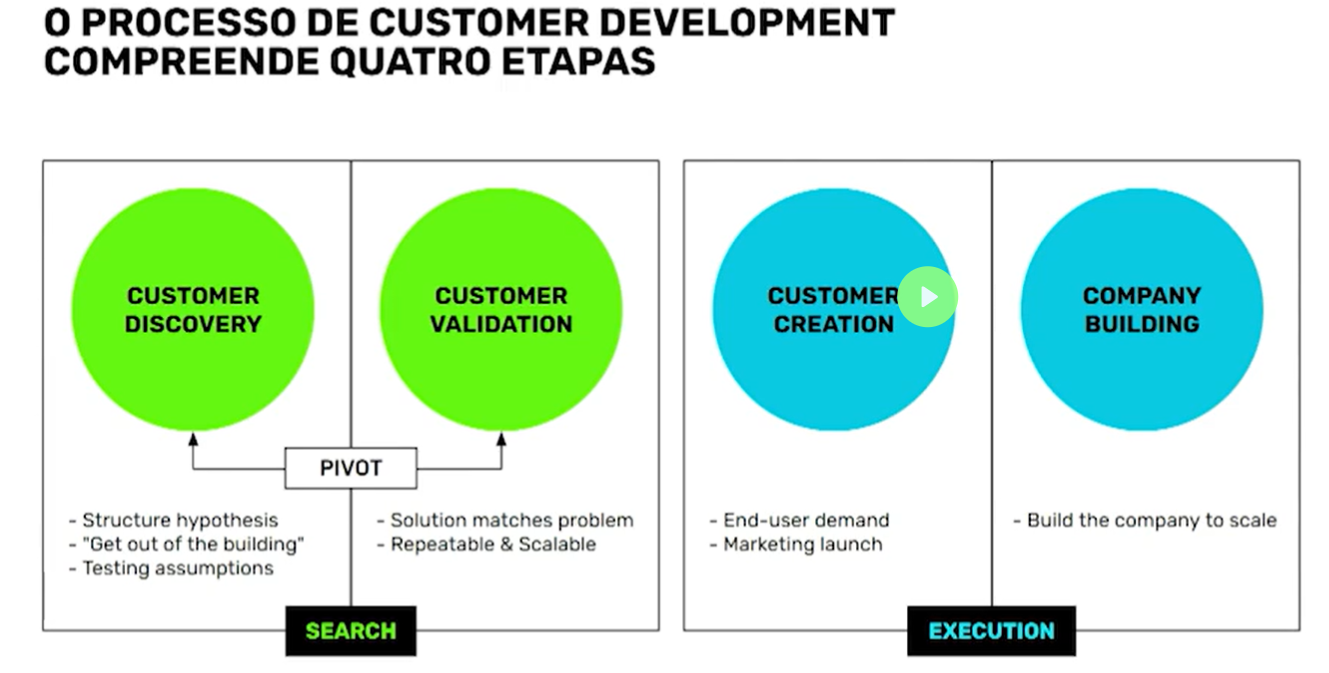 O PROCESSO DE CUSTOMER DEVELOPMENT
COMPREENDE QUATRO ETAPAS
CUSTOMER
DISCOVERY
CUSTOMER
VALIDATION
CUSTOMER
CREATION
COMPANY
BUILDING
PIVOT
- Structure hypothesis
- "Get out of the building"
- Testing assumptions
- Solution matches problem
- Repeatable & Scalable
- End-user demand
- Marketing launch
- Build the company to scale
SEARCH
EXECUTION